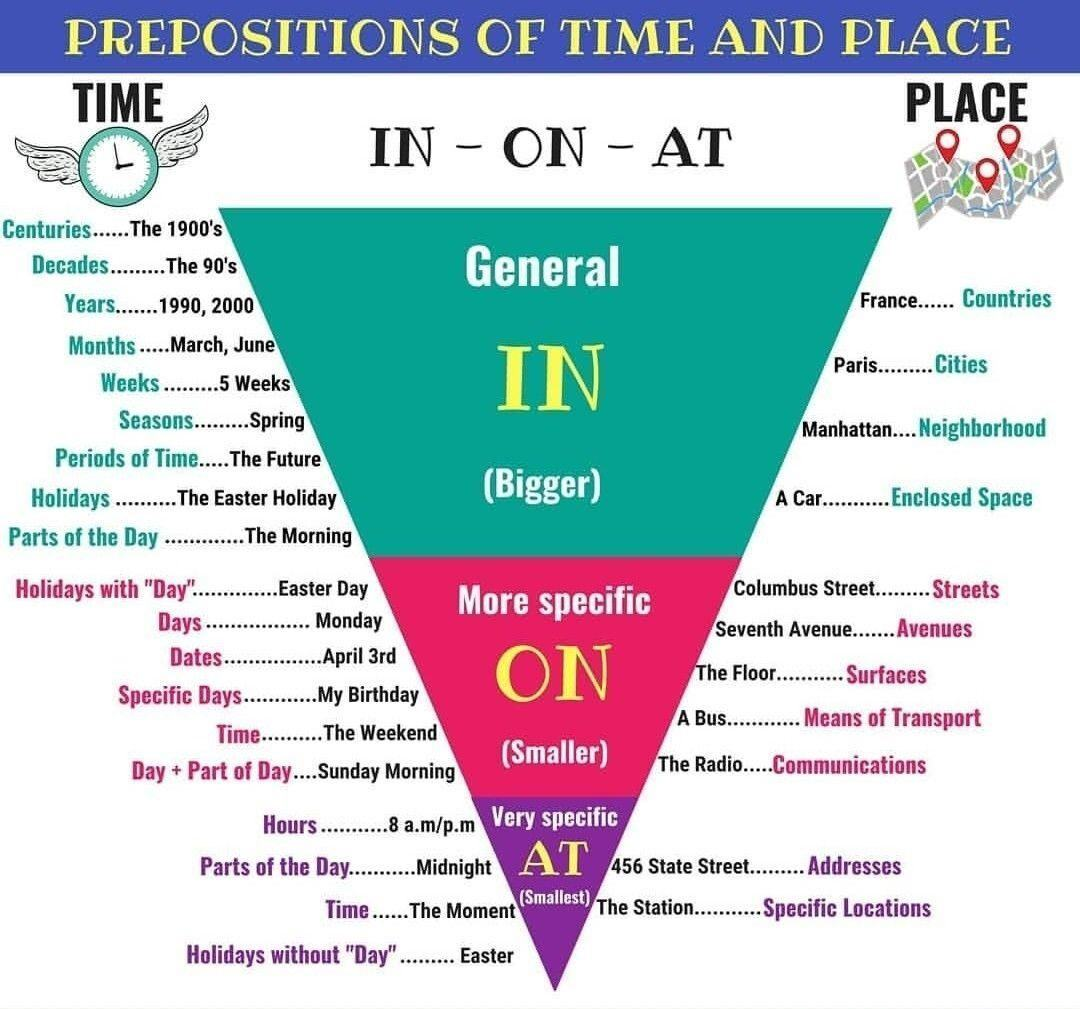 PREPOSITIONS OF TIME AND PLACE
TIME
IN - ON - AT
PLACE
Centuries......The 1900's
Decades.........The 90's
Years.......1990, 2000
Months .....March, June
Weeks .........5 Weeks
Seasons.........Spring
Periods of Time.....The Future
Holidays ..........The Easter Holiday
Parts of the Day .............The Morning
General
IN
(Bigger)
France...... Countries
Paris.........Cities
Manhattan....Neighborhood
A Car...........Enclosed Space
Holidays with "Day"..............Easter Day
Days ................. Monday
Dates................April 3rd
Specific Days............My Birthday
Time..........The Weekend
Day + Part of Day....Sunday Morning
More specific
ON
(Smaller)
Columbus Street.........Streets
Seventh Avenue.......Avenues
The Floor........... Surfaces
A Bus............ Means of Transport
The Radio.....Communications
Hours ...........8 a.m/p.m
Parts of the Day...........Midnight
Time ......The Moment
Holidays without "Day" ......... Easter
Very specific
AT
(Smallest)
456 State Street......... Addresses
The Station...........Specific Locations